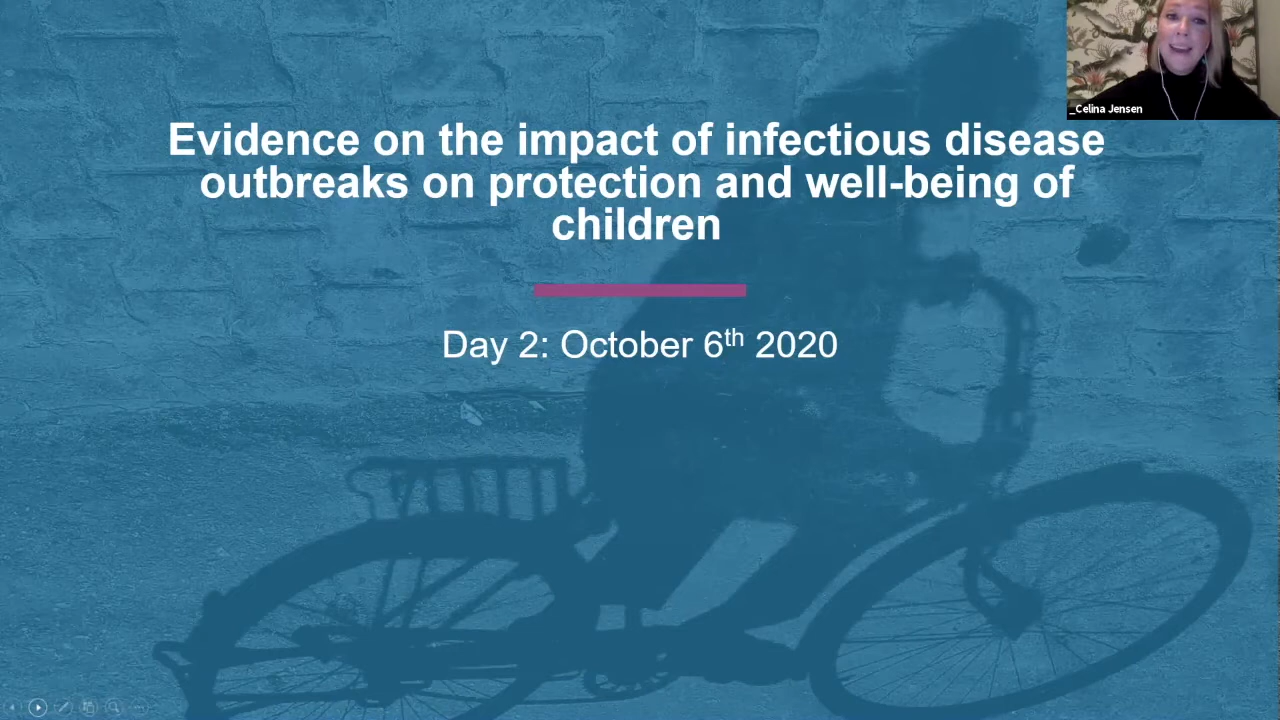 _Celina Jensen
Evidence on the impact of infectious disease
outbreaks on protection and well-being of
children
Day 2: October 6th 2020